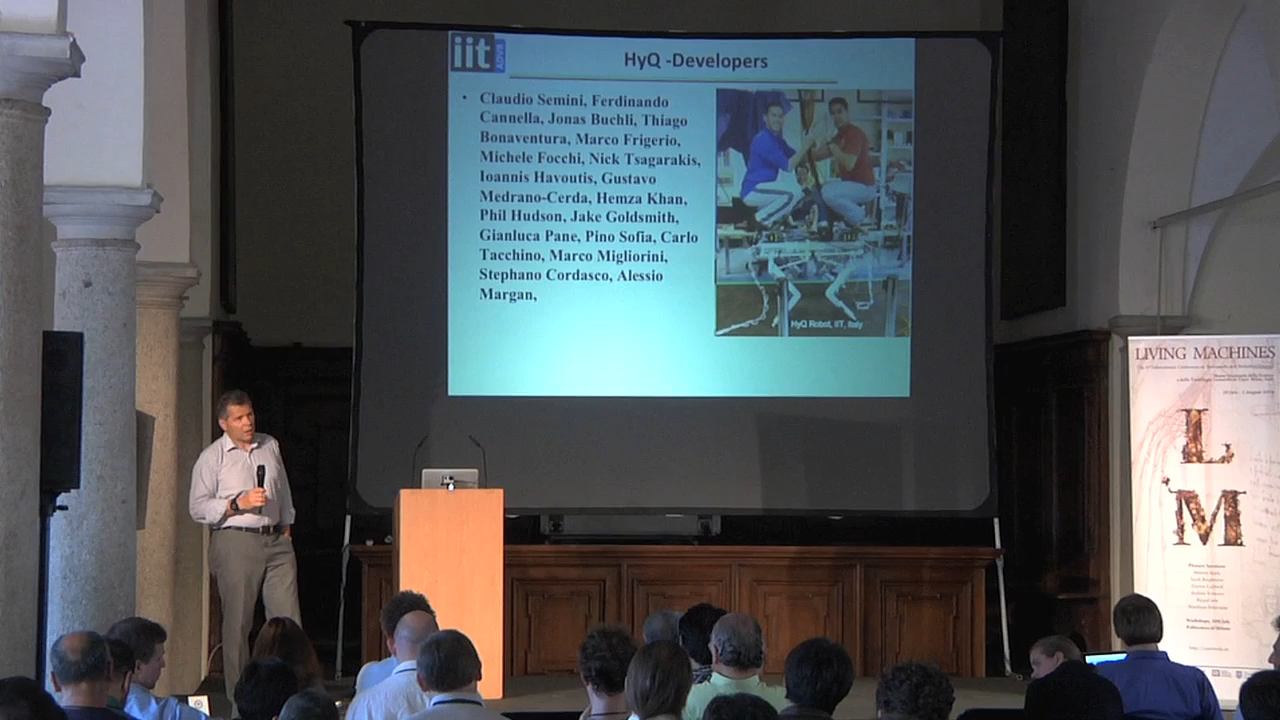 iit
ADVR
HyQ -Developers
• Claudio Semini, Ferdinando
Cannella, Jonas Buchli, Thiago
Bonaventura, Marco Frigerio,
Michele Focchi, Nick Tsagarakis,
Ioannis Havoutis, Gustavo
Medrano-Cerda, Hemza Khan,
Phil Hudson, Jake Goldsmith,
Gianluca Pane, Pino Sofia, Carlo
Tacchino, Marco Migliorini,
Stephano Cordasco, Alessio
Margan,
HyQ Robot, IIT, Italy
LIVING MACHINES
L
M